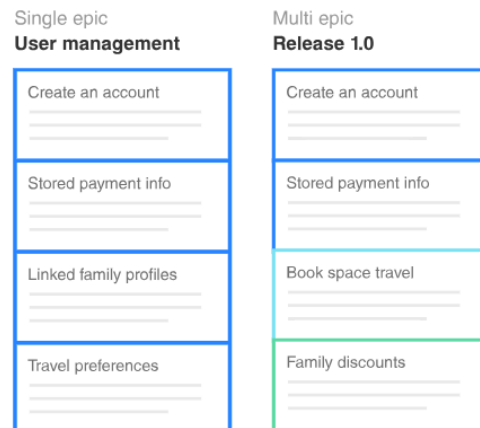 Single epic
User management
Create an account
Stored payment info
Linked family profiles
Travel preferences
Multi epic
Release 1.0
Create an account
Stored payment info
Book space travel
Family discounts